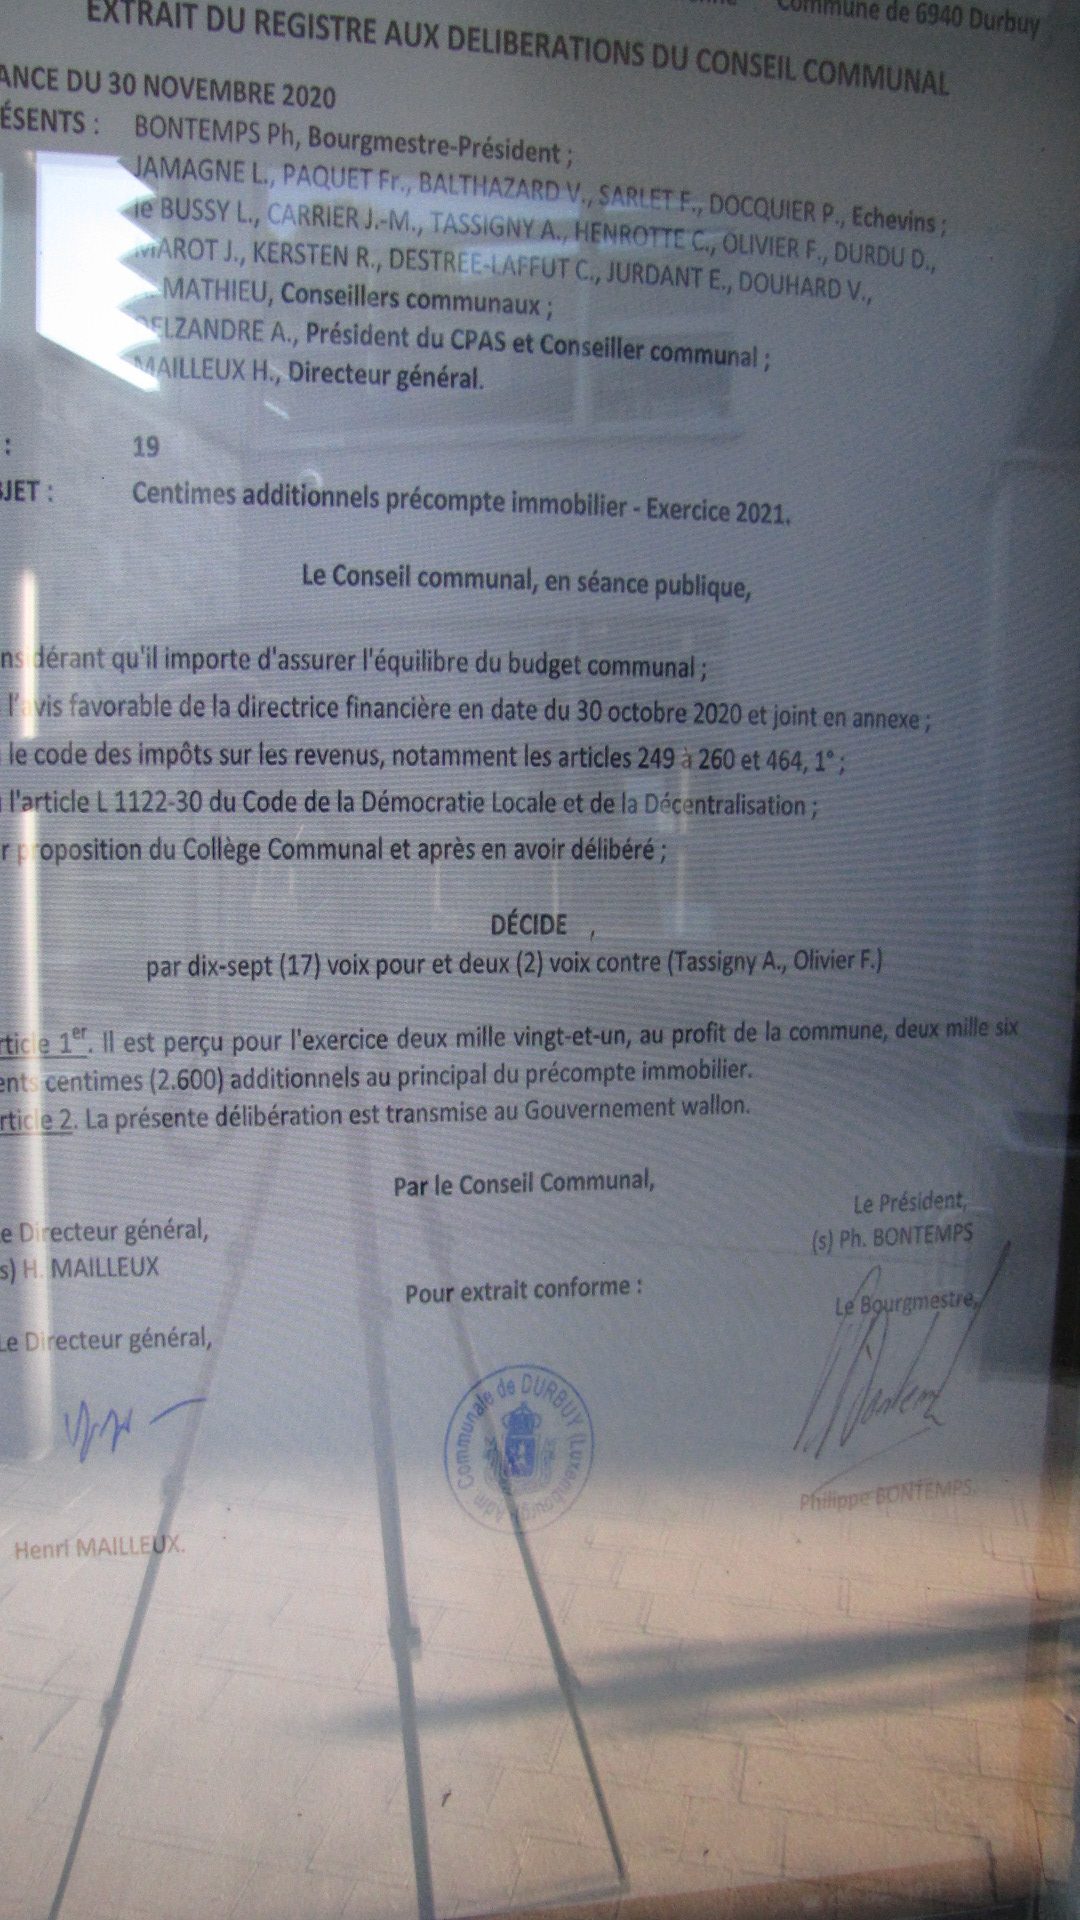 Commune de 6940 Durbuy
EXTRAIT DU REGISTRE AUX DELIBERATIONS DU CONSEIL COMMUNAL
ANCE DU 30 NOVEMBRE 2020
ÉSENTS : BONTEMPS Ph, Bourgmestre-Président ;
JAMAGNE L., PAQUET Fr., BALTHAZARD V., SARLET F., DOCQUIER P., Echevins ;
le BUSSY L., CARRIER J.-M., TASSIGNY A., HENROTTE C., OLIVIER F., DURDU D.,
MAROT J., KERSTEN R., DESTREE-LAFFUT C., JURDANT E., DOUHARD V.,
MATHIEU, Conseillers communaux ;
DELZANDRE A., Président du CPAS et Conseiller communal ;
MAILLEUX H., Directeur général.
: 19
BJET : Centimes additionnels précompte immobilier - Exercice 2021.
Le Conseil communal, en séance publique,
nsidérant qu'il importe d'assurer l'équilibre du budget communal ;
l'avis favorable de la directrice financière en date du 30 octobre 2020 et joint en annexe ;
le code des impôts sur les revenus, notamment les articles 249 à 260 et 464, 1° ;
l'article L 1122-30 du Code de la Démocratie Locale et de la Décentralisation ;
r proposition du Collège Communal et après en avoir délibéré ;
DÉCIDE ,
par dix-sept (17) voix pour et deux (2) voix contre (Tassigny A., Olivier F.)
rticle 1er. Il est perçu pour l'exercice deux mille vingt-et-un, au profit de la commune, deux mille six
ents centimes (2.600) additionnels au principal du précompte immobilier.
rticle 2. La présente délibération est transmise au Gouvernement wallon.
Par le Conseil Communal,
e Directeur général,
s) H. MAILLEUX
Le Président,
(s) Ph. BONTEMPS
Pour extrait conforme :
Le Directeur général,
Le Bourgmestre,
Adm Communale de DURBUY (Luxembourg)
Henri MAILLEUX.
Philippe BONTEMPS.